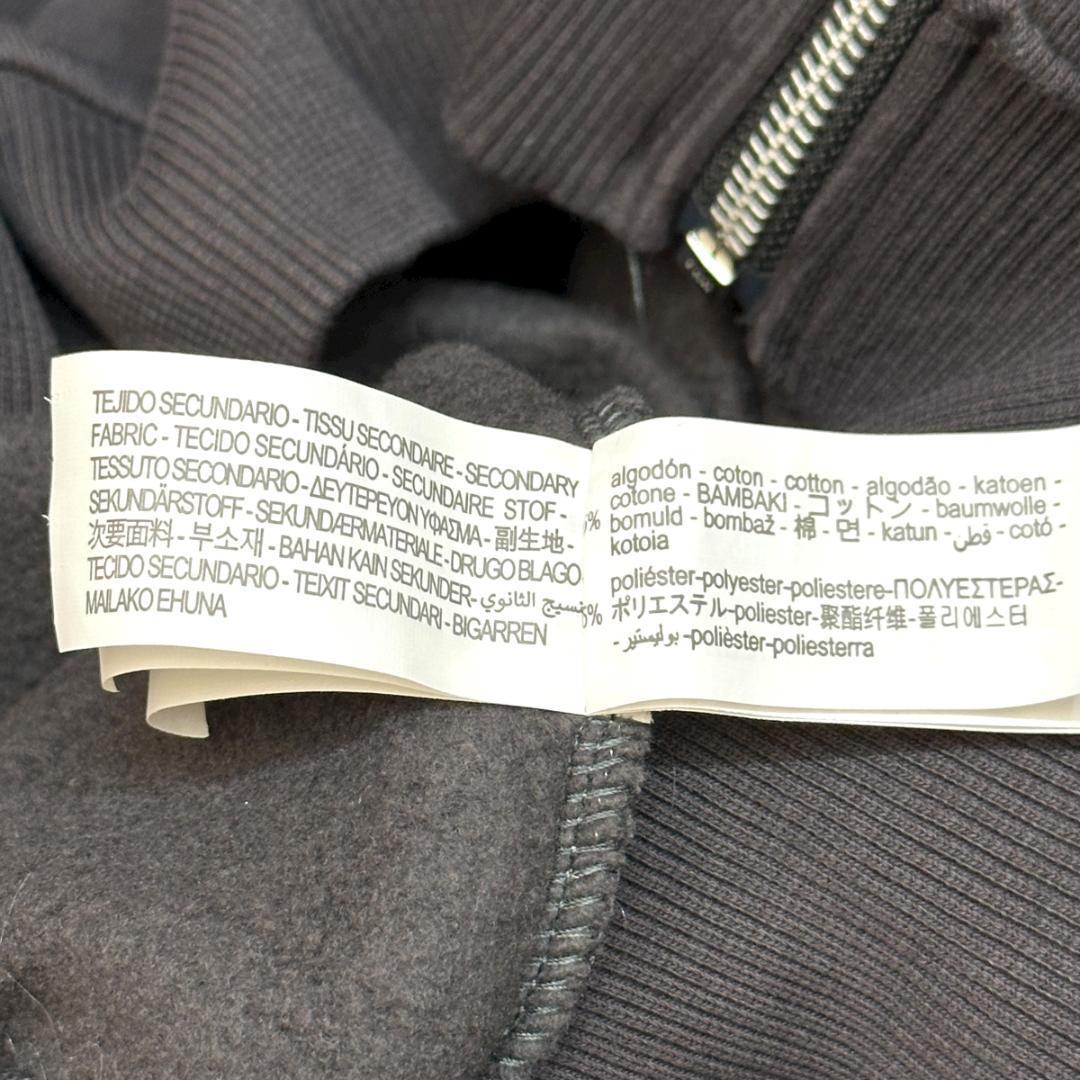 TEJIDO SECUNDARIO - TISSU SECONDAIRE - SECONDARY
FABRIC - TECIDO SECUNDÁRIO - SECUNDAIRE STOF -
TESSUTO SECONDARIO - ΔΕΥΤΕΡΕΥΟΝ ΥΦΑΣΜΑ - 副生地 -
SEKUNDÄRSTOFF - SEKUNDÆRMATERIALE - DRUGO BLAGO
次要面料 - 부소재 - BAHAN KAIN SEKUNDER - نسيج الثانوي
TECIDO SECUNDARIO - TEIXIT SECUNDARI - BIGARREN
MAILAKO EHUNA
algodón - coton - cotton - algodão - katoen -
cotone - BAMBAKI - コットン - baumwolle -
% bomuld - bombaž - 棉 - 면 - katun - قطن - cotó -
kotoia
poliéster-polyester-poliestere-ΠΟΛΥΕΣΤΕΡΑΣ-
% ポリエステル-poliester-聚酯纤维-폴리에스터
- بوليستير -polièster-poliesterra